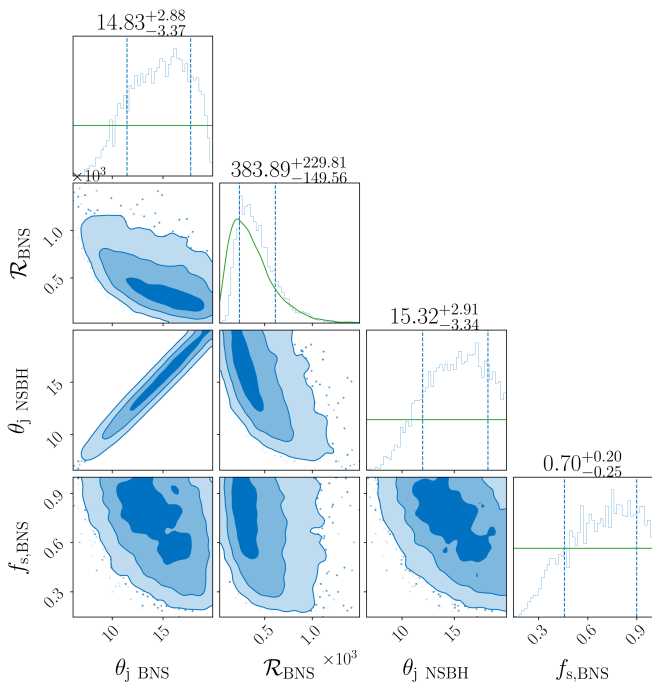 14.83+2.88 −3.37
×10³
383.89+229.81 −149.56
1.0
0.5
ℛBNS
15.32+2.91 −3.34
15
10
θj NSBH
0.70+0.20 −0.25
0.9
0.6
0.3
fs,BNS
10 15 0.5 1.0 10 15 0.3 0.6 0.9
×10³
θj BNS ℛBNS θj NSBH fs,BNS